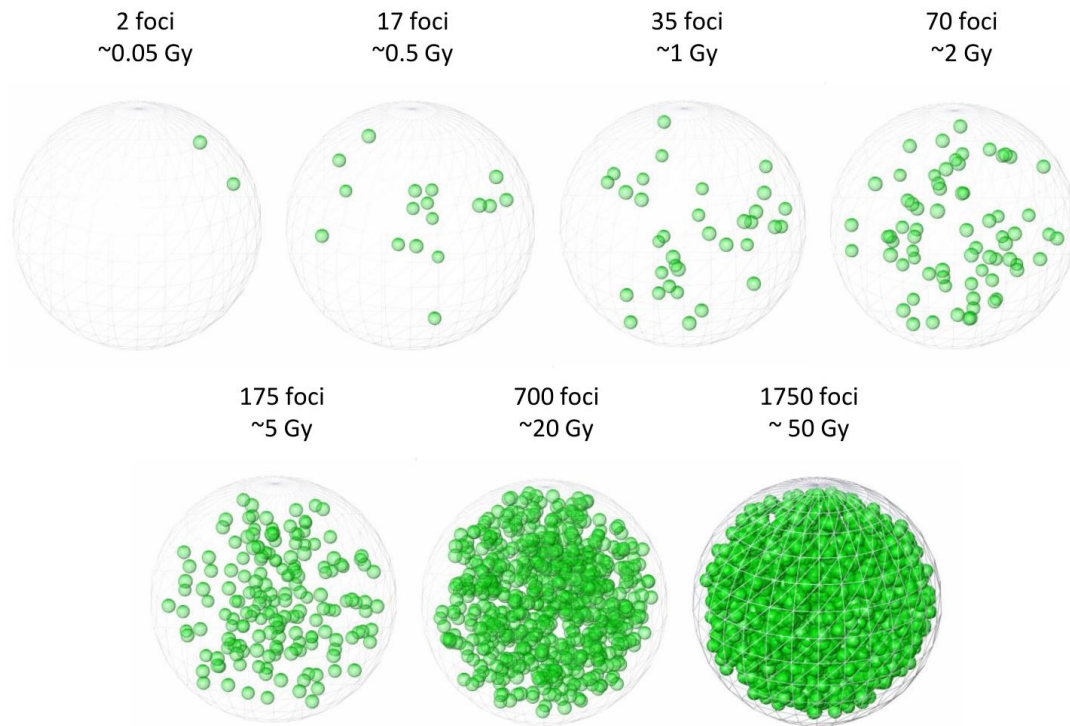 2 foci
~0.05 Gy
17 foci
~0.5 Gy
35 foci
~1 Gy
70 foci
~2 Gy
175 foci
~5 Gy
700 foci
~20 Gy
1750 foci
~ 50 Gy